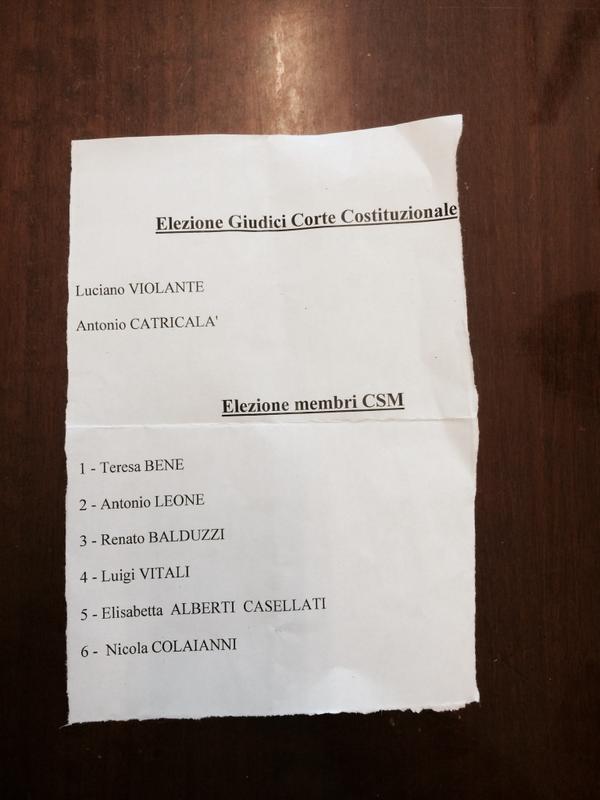 Elezione Giudici Corte Costituzionale
Luciano VIOLANTE
Antonio CATRICALA'
Elezione membri CSM
1 - Teresa BENE
2 - Antonio LEONE
3 - Renato BALDUZZI
4 - Luigi VITALI
5 - Elisabetta ALBERTI CASELLATI
6 - Nicola COLAIANNI